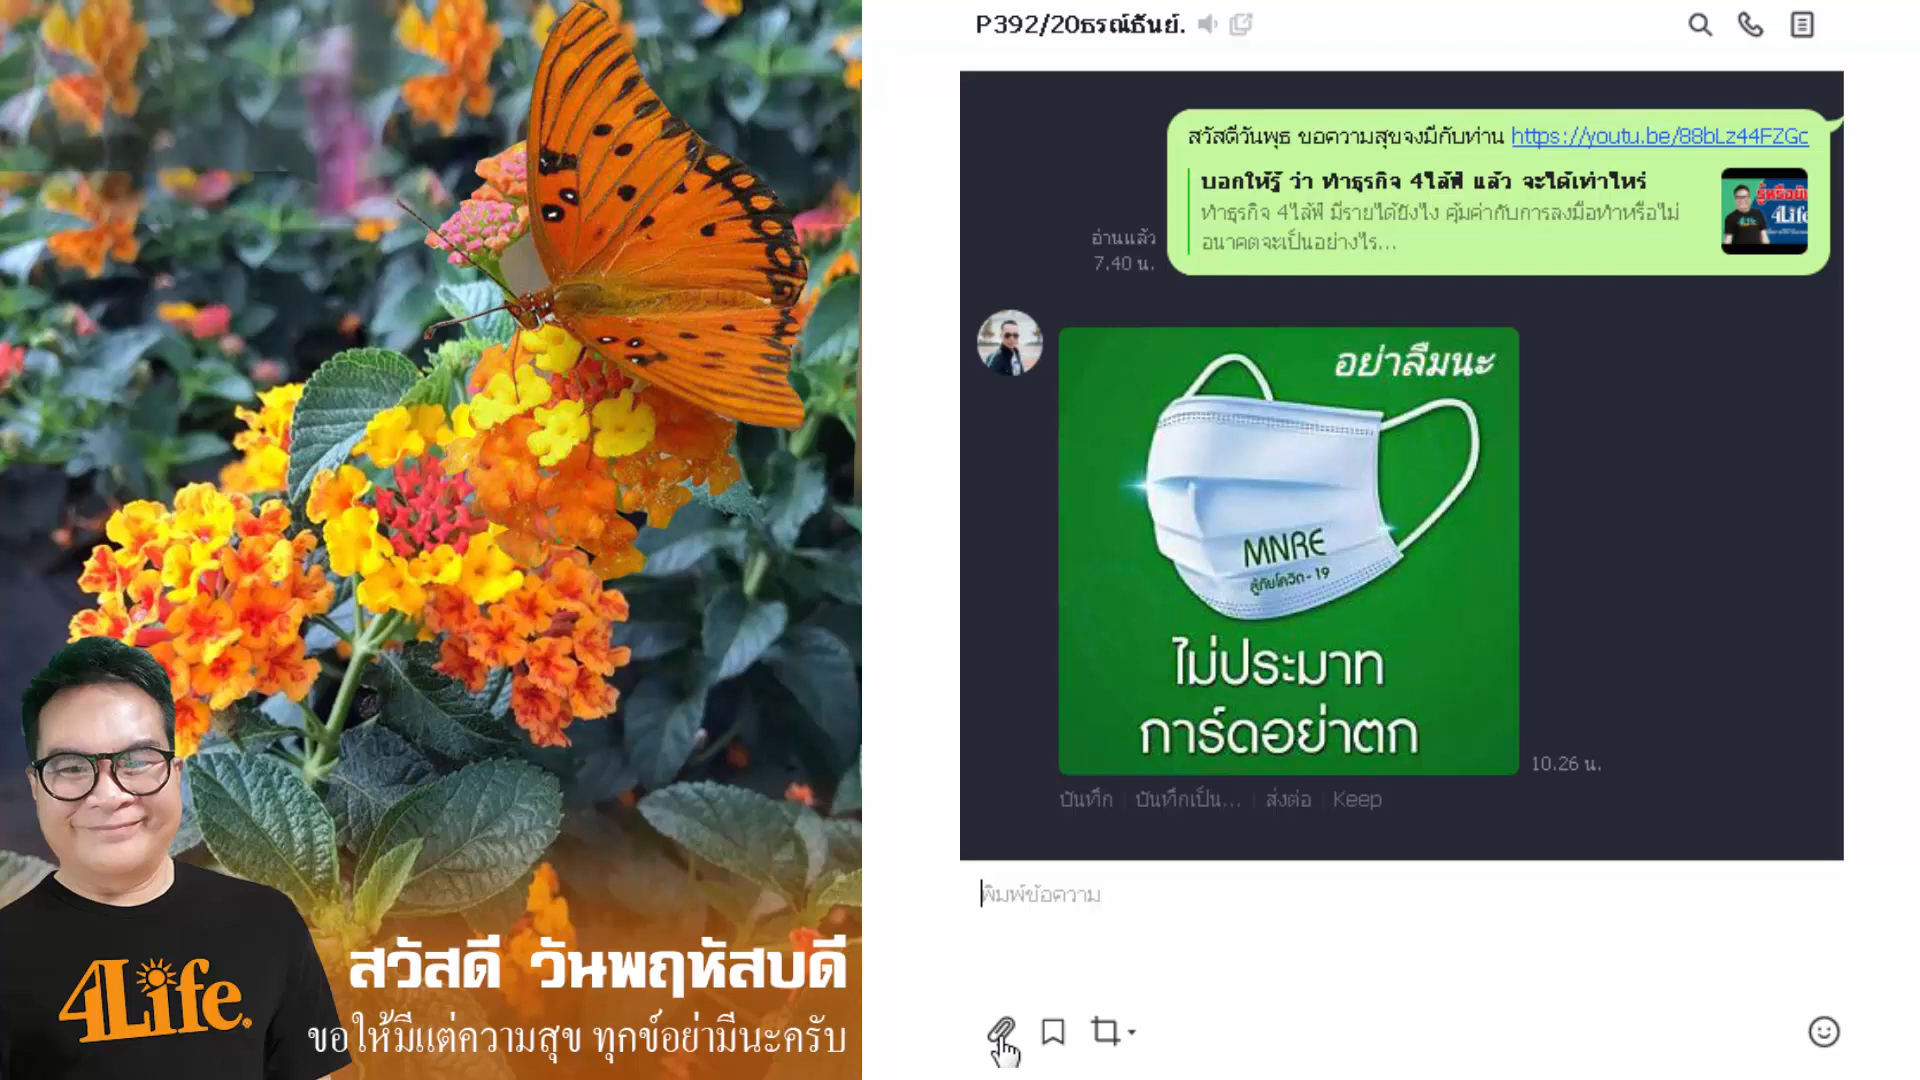 4Life
สวัสดี วันพฤหัสบดี
ขอให้มีแต่ความสุข ทุกข์อย่ามีนะครับ
P392/20ธรณ์ธันย์.
สวัสดีวันพุธ ขอความสุขจงมีกับท่าน https://youtu.be/88bLz44FZGc
บอกให้รู้ ว่า ทำธุรกิจ 4ไล้ฟ์ แล้ว จะได้เท่าไหร่
ทำธุรกิจ 4ไล้ฟ์ มีรายได้ยังไง คุ้มค่ากับการลงมือทำหรือไม่
อนาคตจะเป็นอย่างไร...
4Life
อ่านแล้ว
7.40 น.
อย่าลืมนะ
MNRE
สู้ภัยโควิด-19
ไม่ประมาท
การ์ดอย่าตก
10.26 น.
บันทึก
บันทึกเป็น...
ส่งต่อ
Keep
พิมพ์ข้อความ